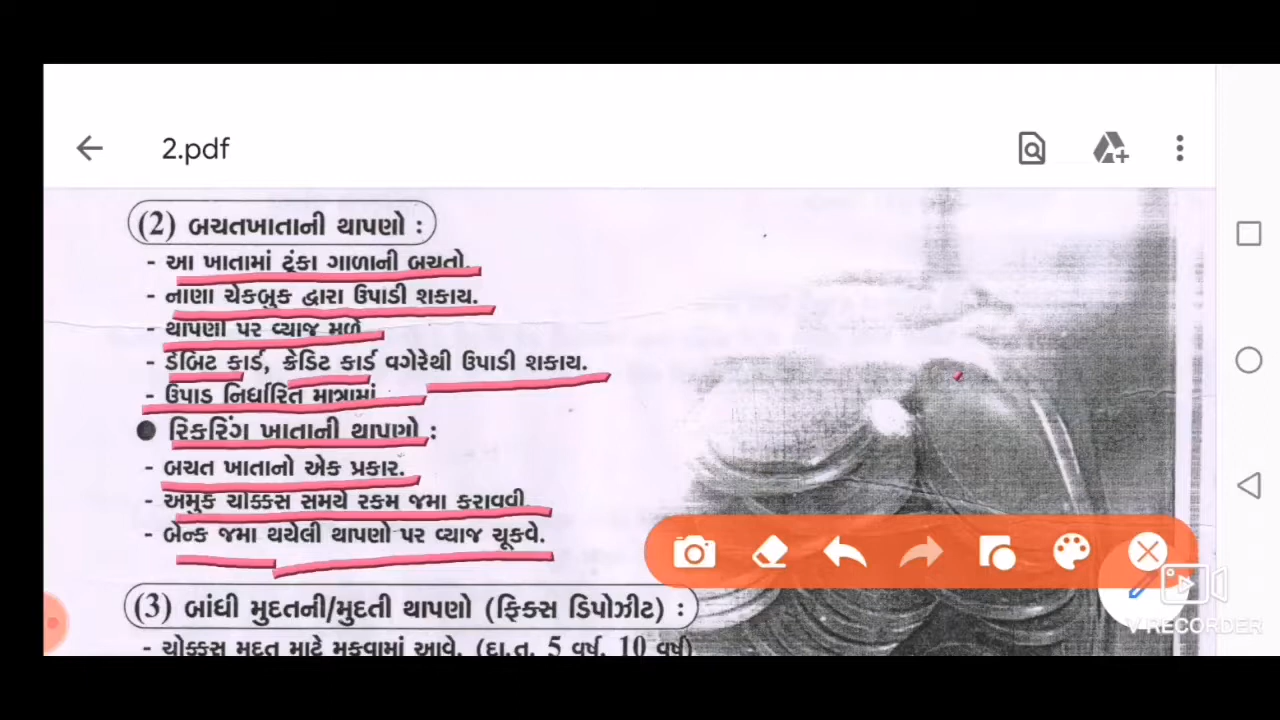 2.pdf
(2) બચતખાતાની થાપણો :
- આ ખાતામાં ટૂંકા ગાળાની બચતો.
- નાણા ચેકબુક દ્વારા ઉપાડી શકાય.
- થાપણો પર વ્યાજ મળે
- ડેબિટ કાર્ડ, ક્રેડિટ કાર્ડ વગેરેથી ઉપાડી શકાય.
- ઉપાડ નિર્ધારિત માત્રામાં
● રિકરિંગ ખાતાની થાપણો :
- બચત ખાતાનો એક પ્રકાર.
- અમુક ચોક્કસ સમયે રકમ જમા કરાવવી
- બેન્ક જમા થયેલી થાપણો પર વ્યાજ ચૂકવે.
(3) બાંધી મુદતની/મુદતી થાપણો (ફિક્સ ડિપોઝીટ) :
- ચોક્કસ મુદત માટે મૂકવામાં આવે. (દા.ત. 5 વર્ષ, 10 વર્ષ)
V RECORDER